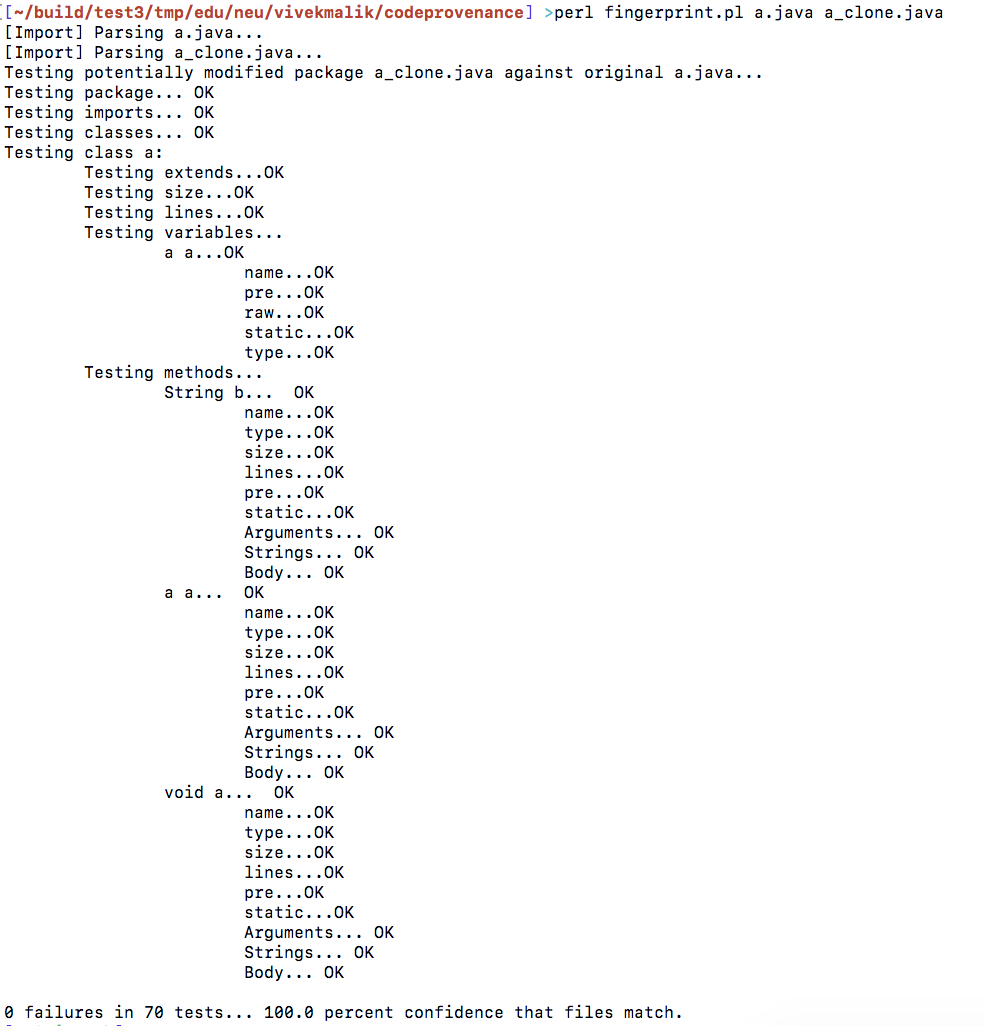 [~/build/test3/tmp/edu/neu/vivekmalik/codeprovenance] >perl fingerprint.pl a.java a_clone.java
[Import] Parsing a.java...
[Import] Parsing a_clone.java...
Testing potentially modified package a_clone.java against original a.java...
Testing package... OK
Testing imports... OK
Testing classes... OK
Testing class a:
Testing extends...OK
Testing size...OK
Testing lines...OK
Testing variables...
a a...OK
name...OK
pre...OK
raw...OK
static...OK
type...OK
Testing methods...
String b...  OK
name...OK
type...OK
size...OK
lines...OK
pre...OK
static...OK
Arguments... OK
Strings... OK
Body... OK
a a...  OK
name...OK
type...OK
size...OK
lines...OK
pre...OK
static...OK
Arguments... OK
Strings... OK
Body... OK
void a...  OK
name...OK
type...OK
size...OK
lines...OK
pre...OK
static...OK
Arguments... OK
Strings... OK
Body... OK
0 failures in 70 tests... 100.0 percent confidence that files match.